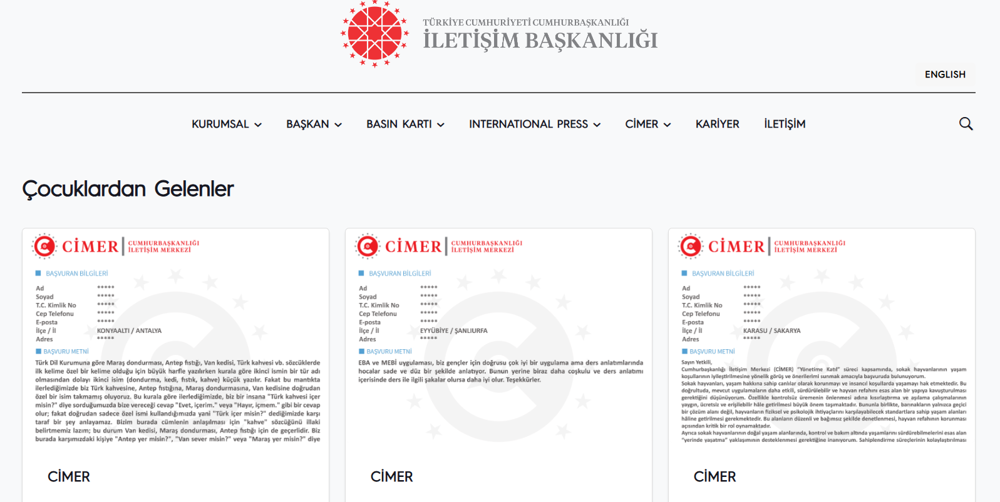 TÜRKİYE CUMHURİYETİ CUMHURBAŞKANLIĞI
İLETİŞİM BAŞKANLIĞI
ENGLISH
KURUMSAL BAŞKAN BASIN KARTI INTERNATIONAL PRESS CİMER KARİYER İLETİŞİM
Çocuklardan Gelenler
CİMER CUMHURBAŞKANLIĞI
İLETİŞİM MERKEZİ
BAŞVURAN BİLGİLERİ
Ad *****
Soyad *****
T.C. Kimlik No *****
Cep Telefonu *****
E-posta *****
İlçe / İl KONYAALTI / ANTALYA
Adres *****
BAŞVURU METNİ
Türk Dil Kurumuna göre Maraş dondurması, Antep fıstığı, Van kedisi, Türk kahvesi vb. sözcüklerde
ilk kelime özel bir kelime olduğu için büyük harfle yazılırken kurala göre ikinci ismin bir tür adı
olmasından dolayı ikinci isim (dondurma, kedi, fıstık, kahve) küçük yazılır. Fakat bu mantıkta
ilerlediğimizde biz Türk kahvesine, Antep fıstığına, Maraş dondurmasına, Van kedisine doğrudan
özel bir isim takmamış oluyoruz. Bu kurala göre ilerlediğimizde, biz bir insana "Türk kahvesi içer
misin?" diye sorduğumuzda bize vereceği cevap "Evet, içerim." veya "Hayır, içmem." gibi bir cevap
olur; fakat doğrudan sadece özel ismi kullandığımızda yani "Türk içer misin?" dediğimizde karşı
taraf bir şey anlayamaz. Bizim burada cümlenin anlaşılması için "kahve" sözcüğünü illaki
belirtmemiz lazım; bu durum Van kedisi, Maraş dondurması, Antep fıstığı için de geçerlidir. Biz
burada karşımızdaki kişiye "Antep yer misin?", "Van sever misin?" veya "Maraş yer misin?" diye
CİMER
CİMER CUMHURBAŞKANLIĞI
İLETİŞİM MERKEZİ
BAŞVURAN BİLGİLERİ
Ad *****
Soyad *****
T.C. Kimlik No *****
Cep Telefonu *****
E-posta *****
İlçe / İl EYYÜBİYE / ŞANLIURFA
Adres *****
BAŞVURU METNİ
EBA ve MEBİ uygulaması, biz gençler için doğrusu çok iyi bir uygulama ama ders anlatımlarında
hocalar sade ve düz bir şekilde anlatıyor. Bunun yerine biraz daha coşkulu ve ders anlatımı
içerisinde ders ile ilgili şakalar olursa daha iyi olur. Teşekkürler.
CİMER
CİMER CUMHURBAŞKANLIĞI
İLETİŞİM MERKEZİ
BAŞVURAN BİLGİLERİ
Ad *****
Soyad *****
T.C. Kimlik No *****
Cep Telefonu *****
E-posta *****
İlçe / İl KARASU / SAKARYA
Adres *****
BAŞVURU METNİ
Sayın Yetkili,
Cumhurbaşkanlığı İletişim Merkezi (CİMER) "Yönetime Katıl" süreci kapsamında, sokak hayvanlarının yaşam
koşullarının iyileştirilmesine yönelik görüş ve önerilerimi sunmak amacıyla başvuruda bulunuyorum.
Sokak hayvanları, yaşam hakkına sahip canlılar olarak korunmayı ve insancıl koşullarda yaşamayı hak etmektedir. Bu
doğrultuda, mevcut uygulamaların daha etkili, sürdürülebilir ve hayvan refahını esas alan bir yapıya kavuşturulması
gerektiğini düşünüyorum. Özellikle kontrolsüz üremenin önlenmesi adına kısırlaştırma ve aşılama çalışmalarının
yaygın, ücretsiz ve erişilebilir hâle getirilmesi büyük önem taşımaktadır. Bununla birlikte, barınakların yalnızca geçici
bir çözüm alanı değil, hayvanların fiziksel ve psikolojik ihtiyaçlarını karşılayabilecek standartlara sahip yaşam alanları
hâline getirilmesi gerekmektedir. Bu alanların düzenli ve bağımsız şekilde denetlenmesi, hayvan refahının korunması
açısından kritik bir rol oynamaktadır.
Ayrıca sokak hayvanlarının doğal yaşam alanlarında, kontrol ve bakım altında yaşamlarını sürdürebilmelerini esas alan
"yerinde yaşatma" yaklaşımının desteklenmesi gerektiğine inanıyorum. Sahiplendirme süreçlerinin kolaylaştırılması
CİMER